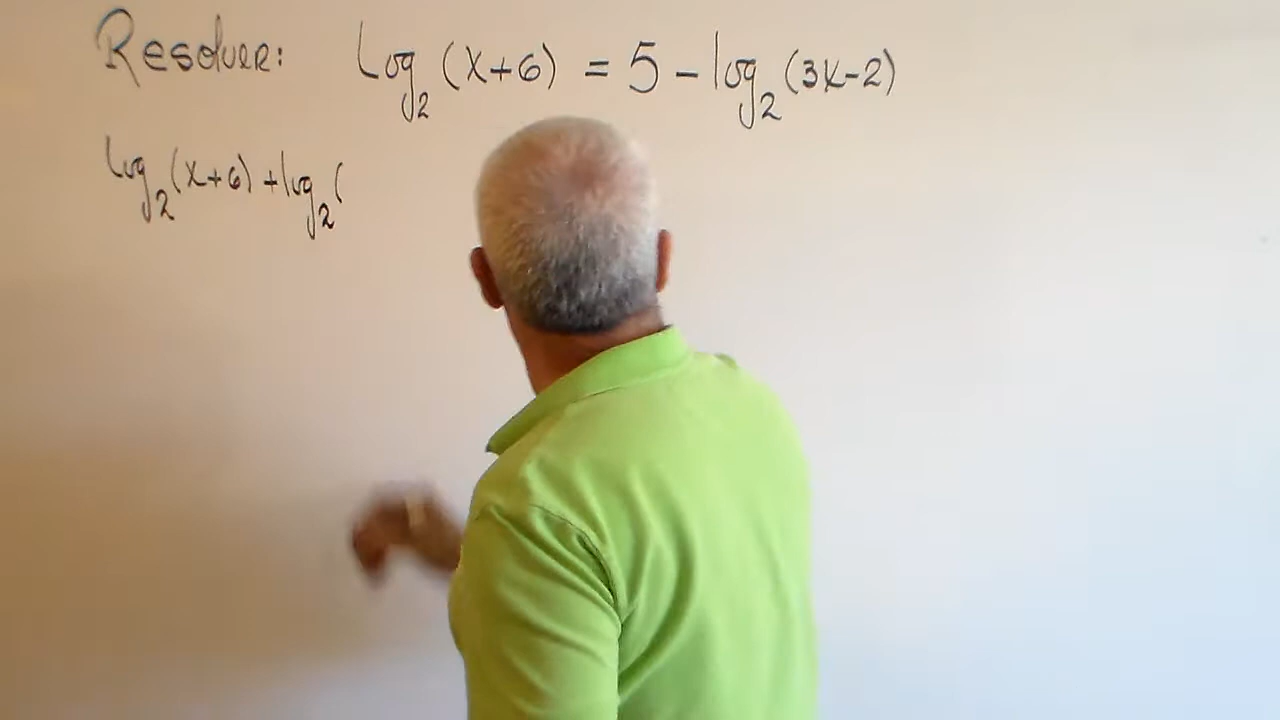 Resolver: Log₂(x+6) = 5 - log₂(3x-2)
log₂(x+6) + log₂(